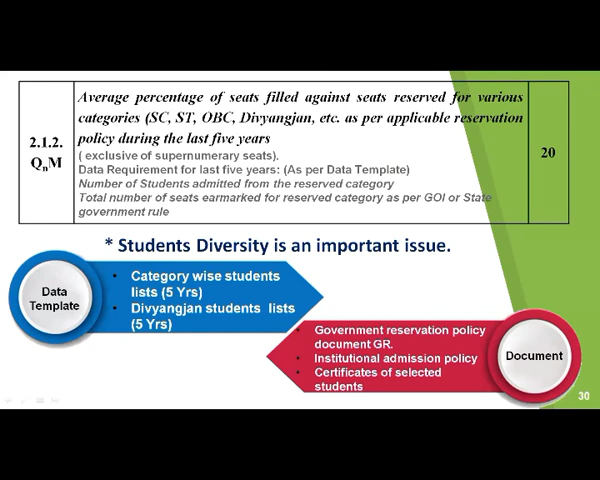 2.1.2.
QnM
Average percentage of seats filled against seats reserved for various
categories (SC, ST, OBC, Divyangjan, etc. as per applicable reservation
policy during the last five years
( exclusive of supernumerary seats).
Data Requirement for last five years: (As per Data Template)
Number of Students admitted from the reserved category
Total number of seats earmarked for reserved category as per GOI or State
government rule
20
* Students Diversity is an important issue.
Data
Template
• Category wise students
lists (5 Yrs)
• Divyangjan students lists
(5 Yrs)
• Government reservation policy
document GR.
• Institutional admission policy
• Certificates of selected
students
Document
30